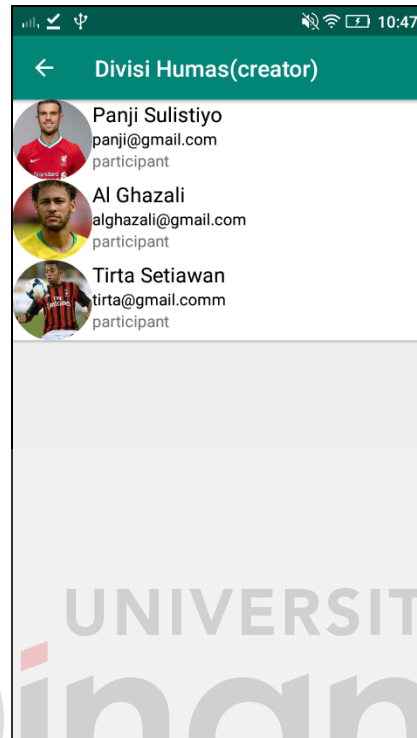 10:47
Divisi Humas(creator)
Panji Sulistiyo
panji@gmail.com
participant
Al Ghazali
alghazali@gmail.com
participant
Tirta Setiawan
tirta@gmail.comm
participant
UNIVERSIT
inan